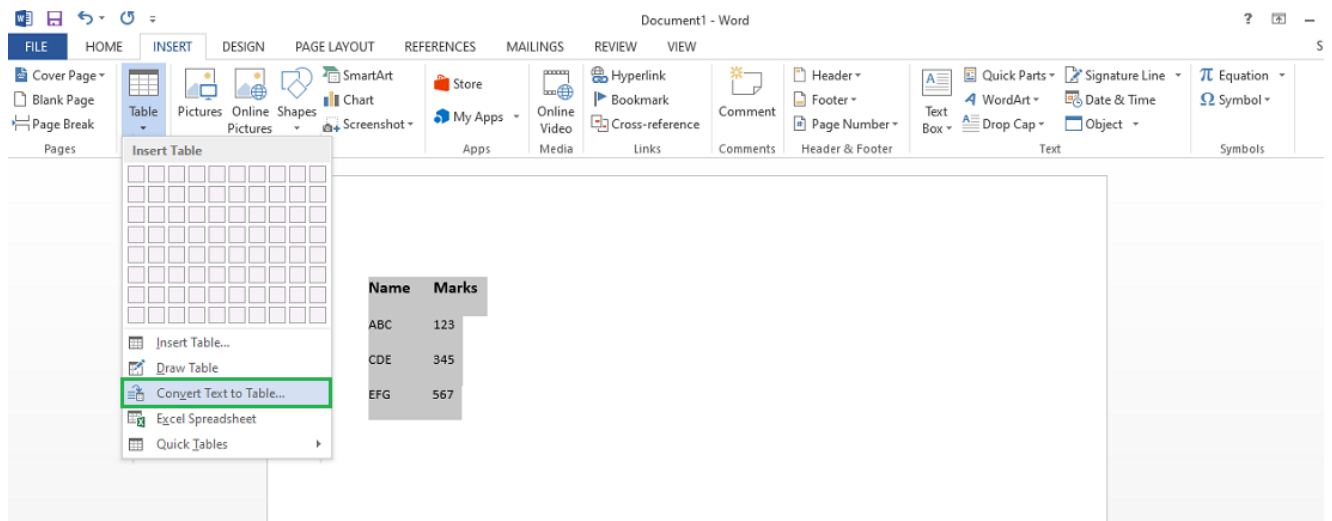 Document1 - Word
?
FILE HOME INSERT DESIGN PAGE LAYOUT REFERENCES MAILINGS REVIEW VIEW S
Cover Page
Blank Page
Page Break
Pages
Table
Pictures
Online Pictures
Shapes
SmartArt
Chart
Screenshot
Store
My Apps
Apps
Online Video
Media
Hyperlink
Bookmark
Cross-reference
Links
Comment
Comments
Header
Footer
Page Number
Header & Footer
Text Box
Quick Parts
WordArt
Drop Cap
Signature Line
Date & Time
Object
Text
π Equation
Ω Symbol
Symbols
Insert Table
Insert Table...
Draw Table
Convert Text to Table...
Excel Spreadsheet
Quick Tables
Name Marks
ABC 123
CDE 345
EFG 567